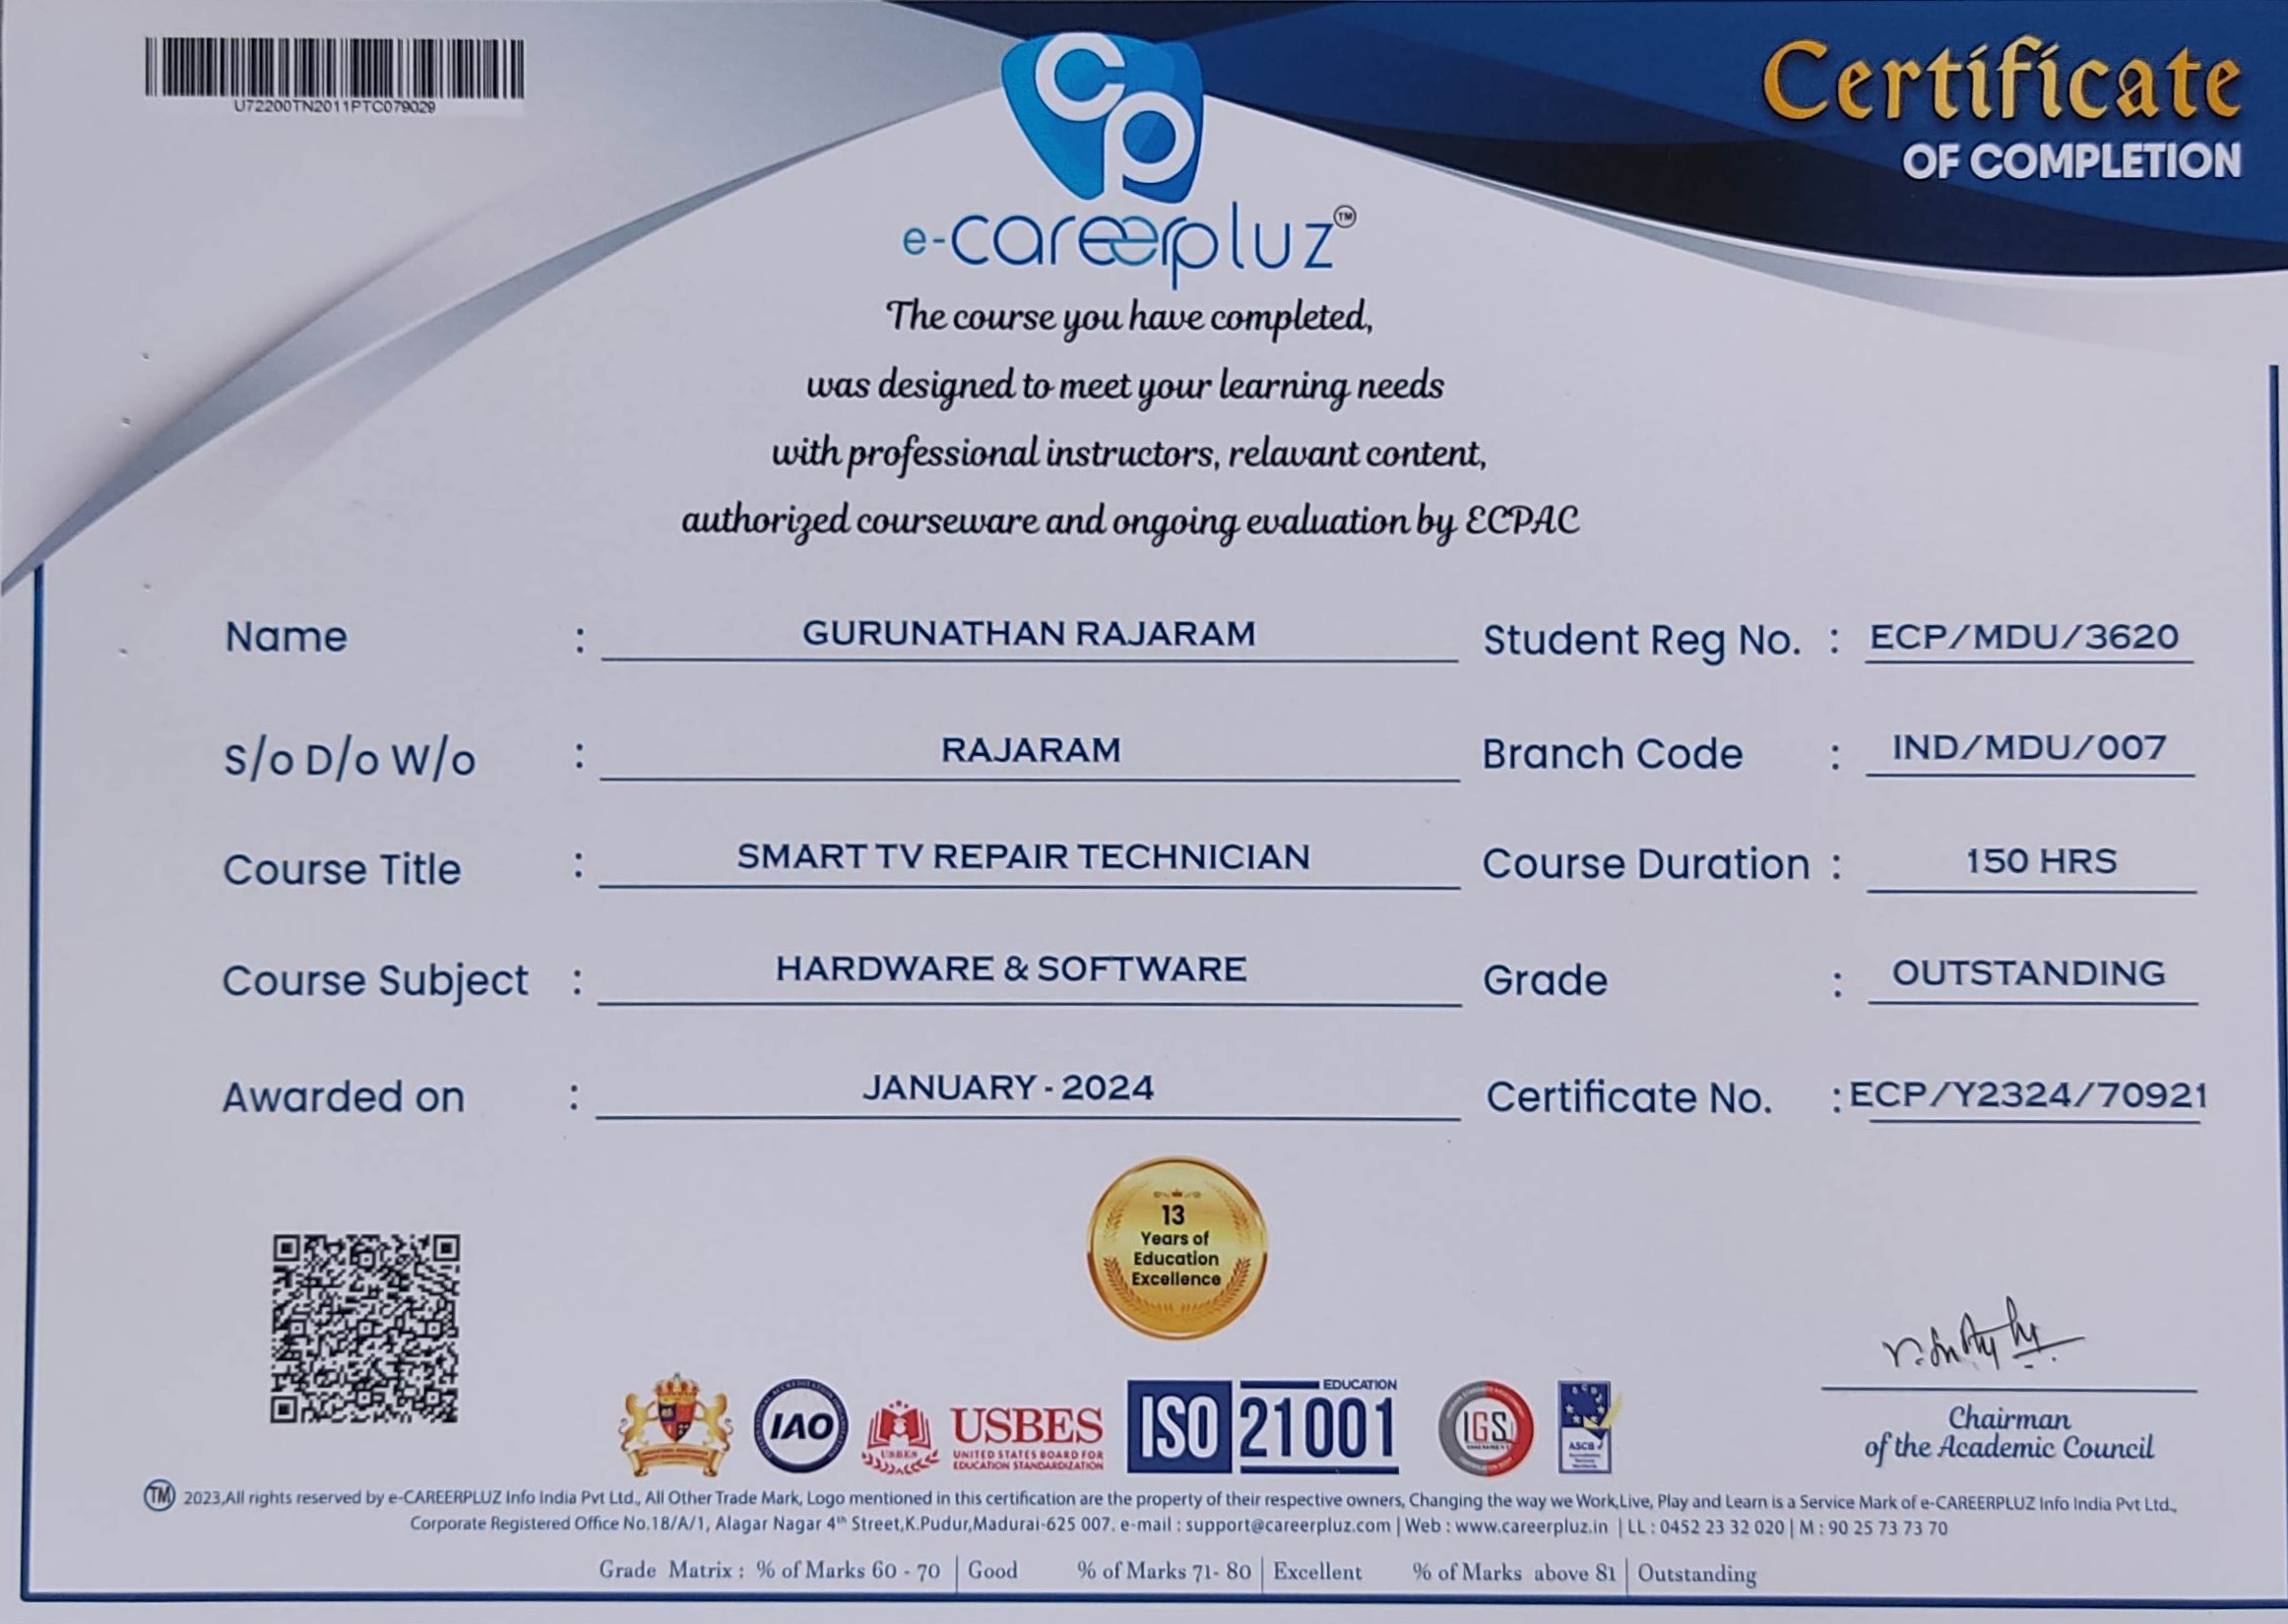 U72200TN2011PTC079029
Certificate
OF COMPLETION
CP
e-careerpluz TM
The course you have completed,
was designed to meet your learning needs
with professional instructors, relavant content,
authorized courseware and ongoing evaluation by ECPAC
Name : GURUNATHAN RAJARAM Student Reg No. : ECP/MDU/3620
S/o D/o W/o : RAJARAM Branch Code : IND/MDU/007
Course Title : SMART TV REPAIR TECHNICIAN Course Duration : 150 HRS
Course Subject : HARDWARE & SOFTWARE Grade : OUTSTANDING
Awarded on : JANUARY - 2024 Certificate No. : ECP/Y2324/70921
13
Years of
Education
Excellence
IAO
USBES
USBES
UNITED STATES BOARD FOR
EDUCATION STANDARDIZATION
EDUCATION
ISO 21001
IGS
ASCB
Chairman
of the Academic Council
TM 2023,All rights reserved by e-CAREERPLUZ Info India Pvt Ltd., All Other Trade Mark, Logo mentioned in this certification are the property of their respective owners, Changing the way we Work,Live, Play and Learn is a Service Mark of e-CAREERPLUZ Info India Pvt Ltd.,
Corporate Registered Office No.18/A/1, Alagar Nagar 4th Street,K.Pudur,Madurai-625 007. e-mail : support@careerpluz.com | Web : www.careerpluz.in | LL : 0452 23 32 020 | M : 90 25 73 73 70
Grade Matrix : % of Marks 60 - 70 | Good % of Marks 71- 80 | Excellent % of Marks above 81 | Outstanding